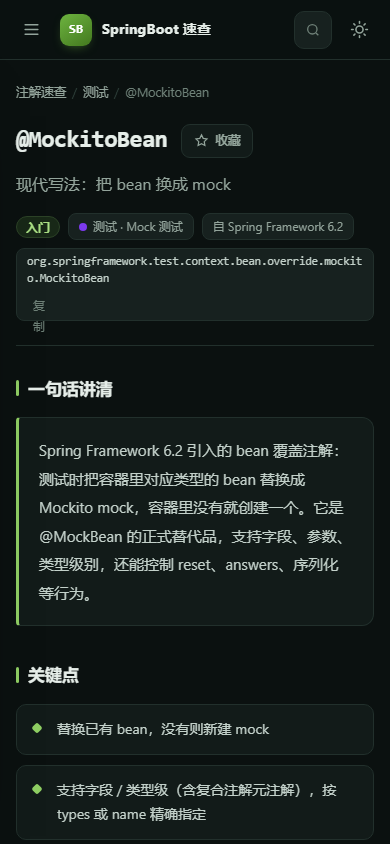 SB SpringBoot 速查
注解速查 / 测试 / @MockitoBean
@MockitoBean 收藏
现代写法：把 bean 换成 mock
入门 测试 · Mock 测试 自 Spring Framework 6.2
org.springframework.test.context.bean.override.mockit
o.MockitoBean
复
制
一句话讲清
Spring Framework 6.2 引入的 bean 覆盖注解：
测试时把容器里对应类型的 bean 替换成
Mockito mock，容器里没有就创建一个。它是
@MockBean 的正式替代品，支持字段、参数、
类型级别，还能控制 reset、answers、序列化
等行为。
关键点
替换已有 bean，没有则新建 mock
支持字段 / 类型级（含复合注解元注解），按
types 或 name 精确指定